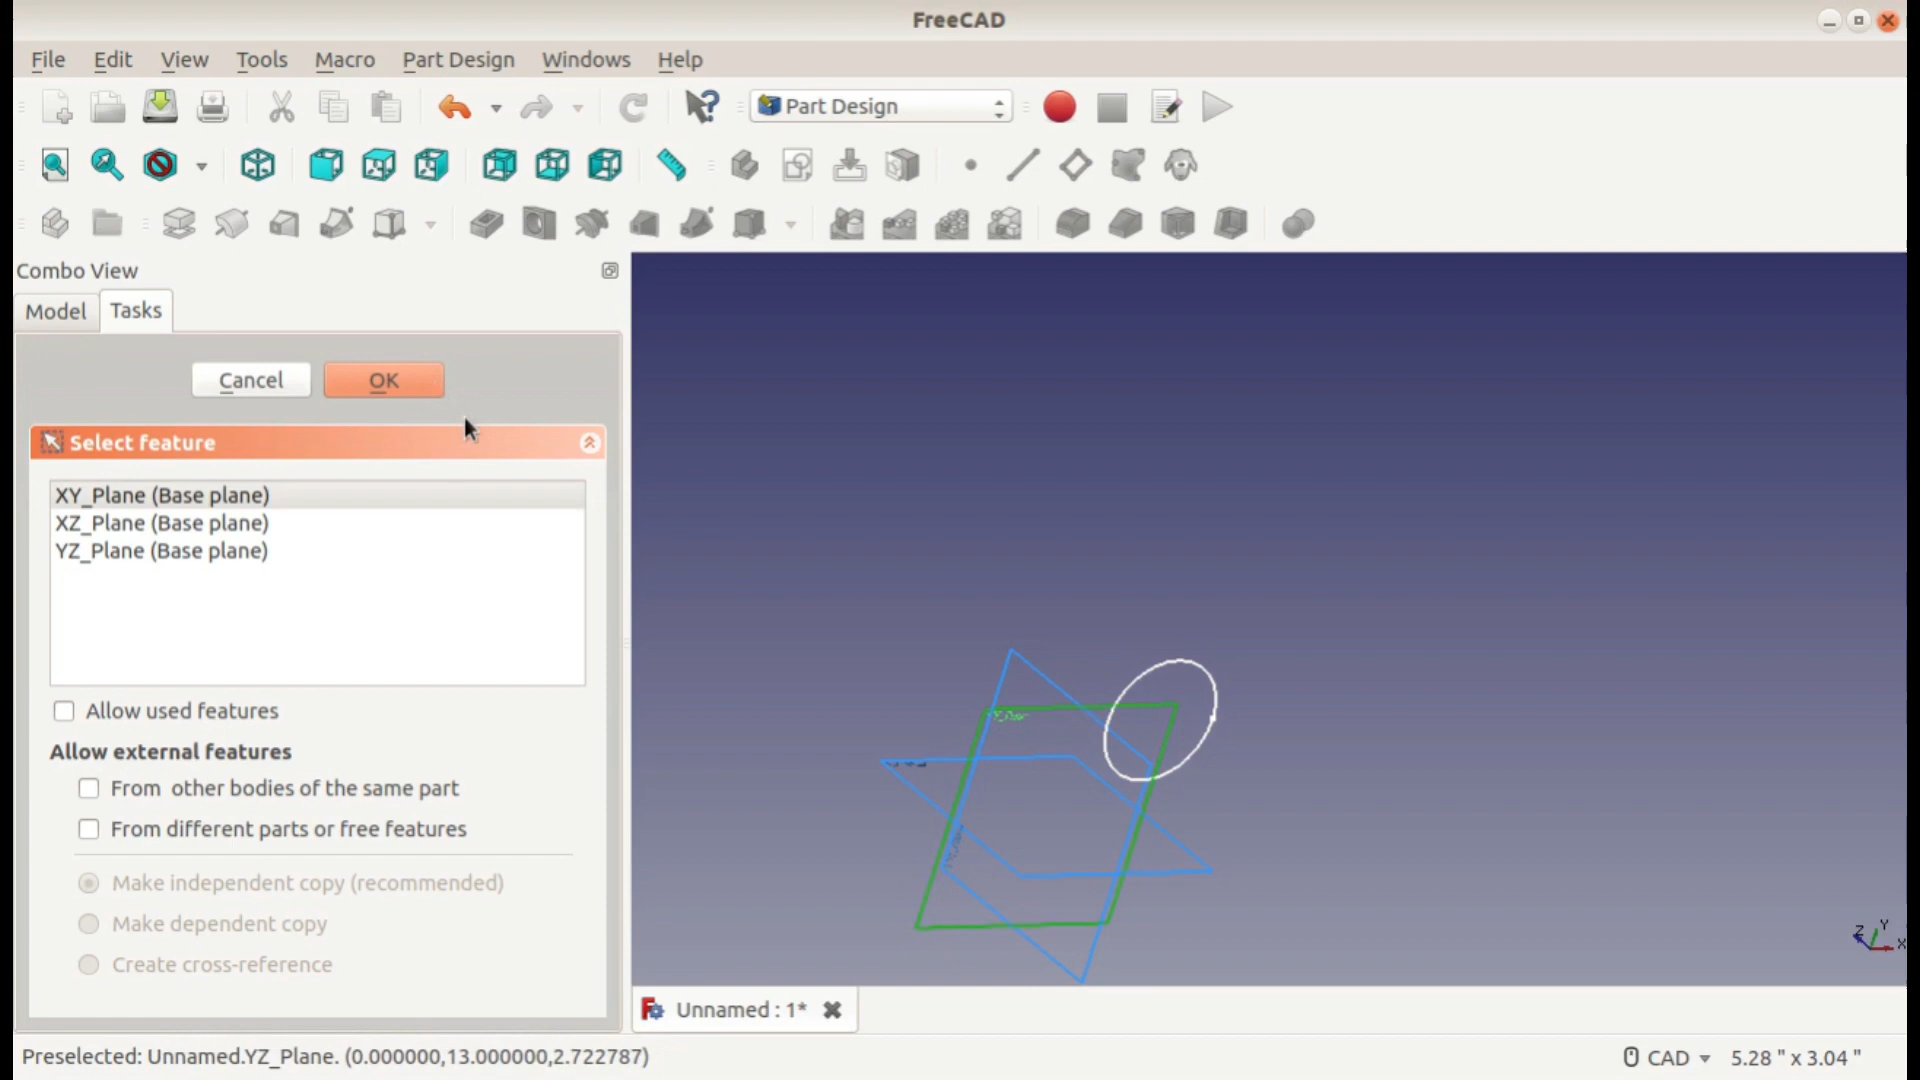 FreeCAD
File Edit View Tools Macro Part Design Windows Help
Part Design
Combo View
Model Tasks
Cancel OK
Select feature
XY_Plane (Base plane)
XZ_Plane (Base plane)
YZ_Plane (Base plane)
Allow used features
Allow external features
From other bodies of the same part
From different parts or free features
Make independent copy (recommended)
Make dependent copy
Create cross-reference
Z Y X
Unnamed : 1*
Preselected: Unnamed.YZ_Plane. (0.000000,13.000000,2.722787)
CAD 5.28 " x 3.04 "